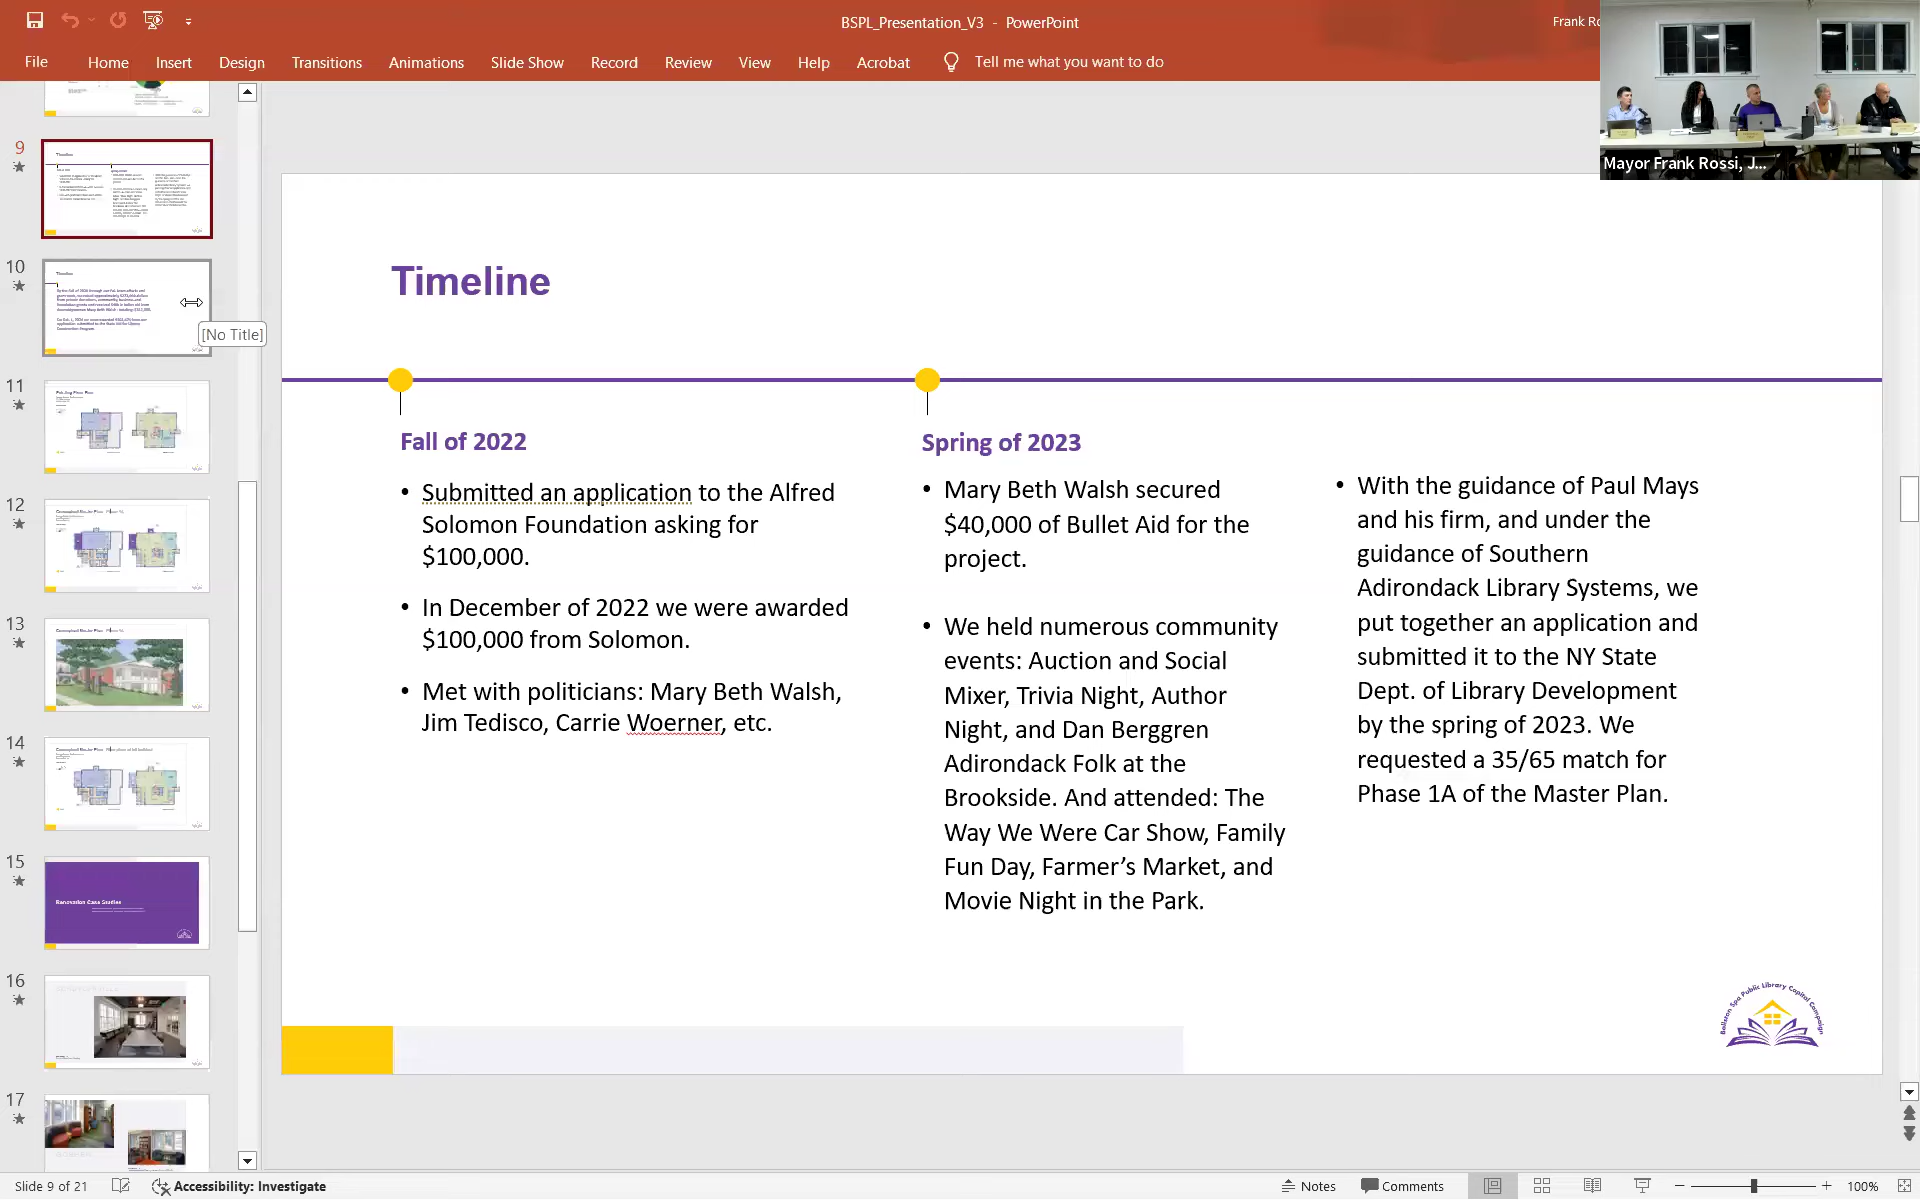 BSPL_Presentation_V3 - PowerPoint
Frank Ro
File Home Insert Design Transitions Animations Slide Show Record Review View Help Acrobat Tell me what you want to do
Mayor Frank Rossi, J...
9
10
[No Title]
11
12
13
14
15
Renovation Case Studies
16
17
Timeline
Fall of 2022
• Submitted an application to the Alfred
Solomon Foundation asking for
$100,000.
• In December of 2022 we were awarded
$100,000 from Solomon.
• Met with politicians: Mary Beth Walsh,
Jim Tedisco, Carrie Woerner, etc.
Spring of 2023
• Mary Beth Walsh secured
$40,000 of Bullet Aid for the
project.
• We held numerous community
events: Auction and Social
Mixer, Trivia Night, Author
Night, and Dan Berggren
Adirondack Folk at the
Brookside. And attended: The
Way We Were Car Show, Family
Fun Day, Farmer’s Market, and
Movie Night in the Park.
• With the guidance of Paul Mays
and his firm, and under the
guidance of Southern
Adirondack Library Systems, we
put together an application and
submitted it to the NY State
Dept. of Library Development
by the spring of 2023. We
requested a 35/65 match for
Phase 1A of the Master Plan.
Ballston Spa Public Library Capital Campaign
Slide 9 of 21 Accessibility: Investigate Notes Comments 100%